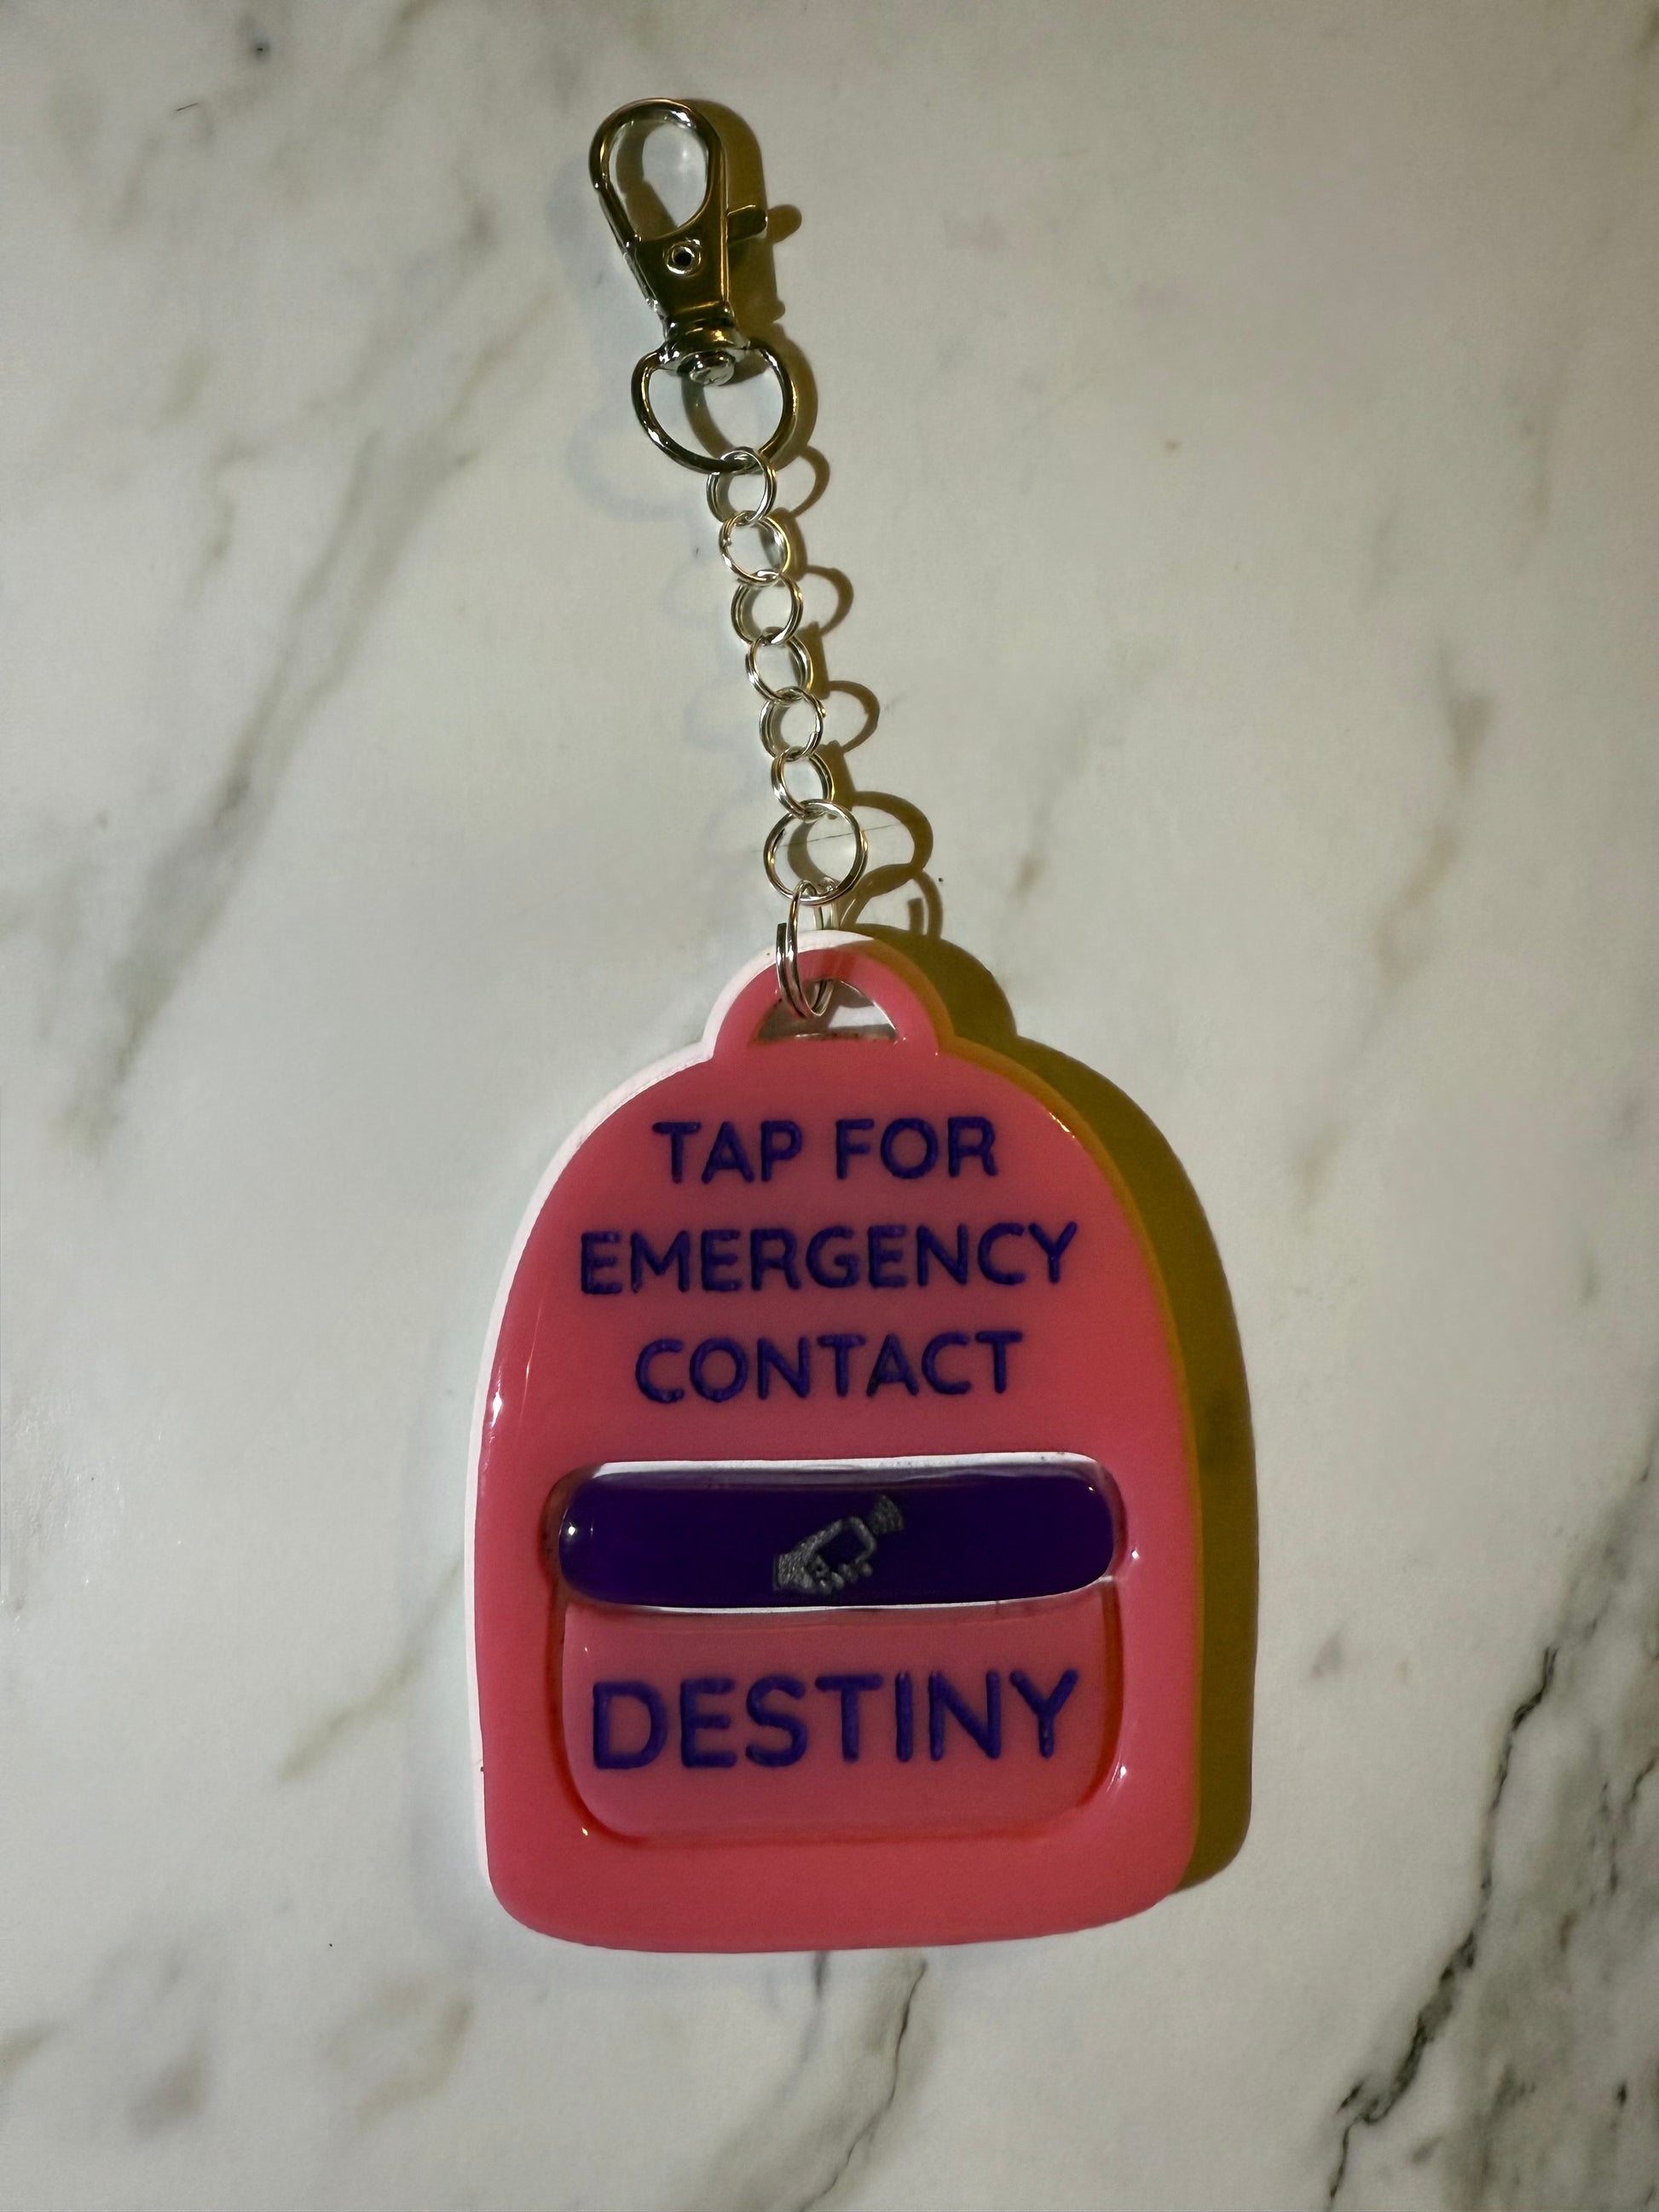 TAP FOR
EMERGENCY
CONTACT
DESTINY